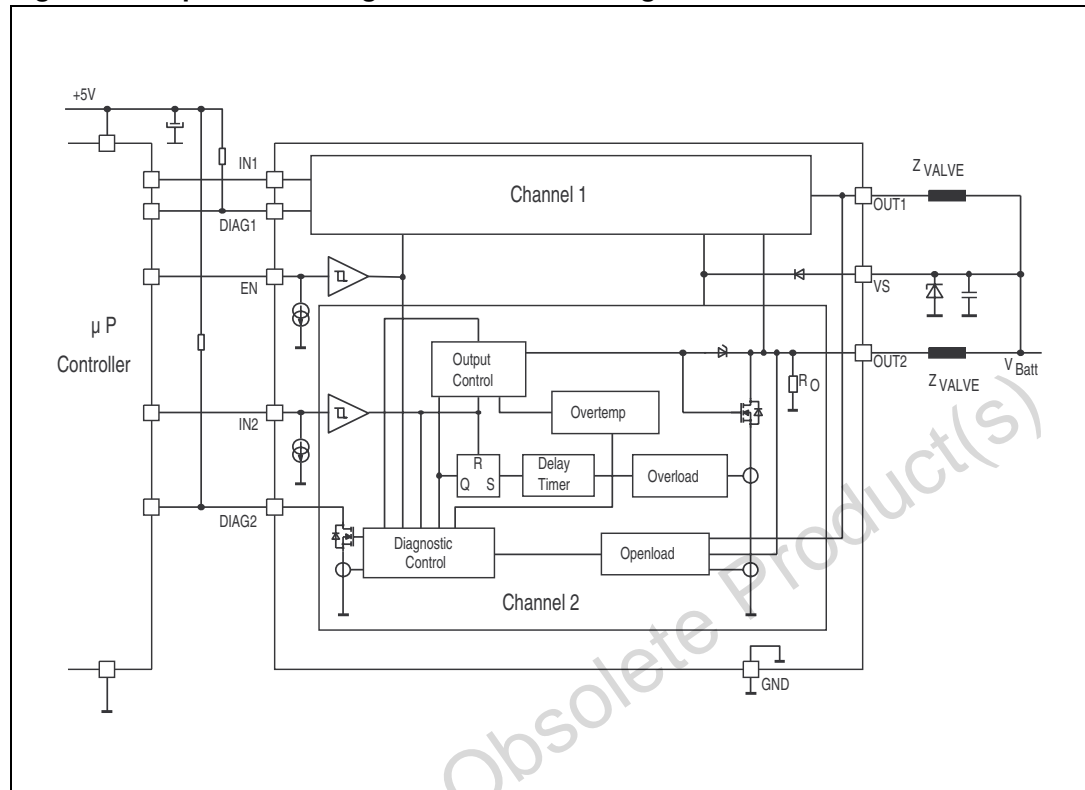 +5V
IN1
DIAG1
EN
µ P
Controller
IN2
DIAG2
Channel 1
Output
Control
Overtemp
R
Q S
Delay
Timer
Overload
Diagnostic
Control
Openload
Channel 2
R O
Z VALVE
OUT1
VS
OUT2
V Batt
Z VALVE
GND
Obsolete Product(s)